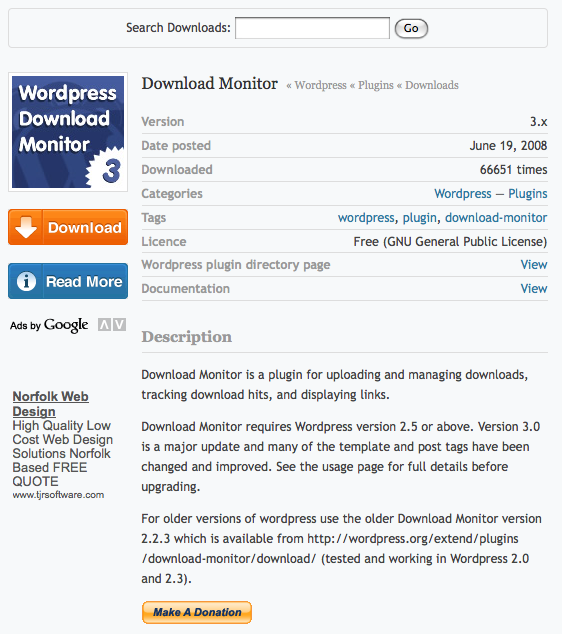 Search Downloads: Go
Wordpress
Download
Monitor
3
Download
Read More
Ads by Google
Norfolk Web
Design
High Quality Low
Cost Web Design
Solutions Norfolk
Based FREE
QUOTE
www.tjrsoftware.com
Download Monitor « Wordpress « Plugins « Downloads
Version 3.x
Date posted June 19, 2008
Downloaded 66651 times
Categories Wordpress — Plugins
Tags wordpress, plugin, download-monitor
Licence Free (GNU General Public License)
Wordpress plugin directory page View
Documentation View
Description
Download Monitor is a plugin for uploading and managing downloads,
tracking download hits, and displaying links.
Download Monitor requires Wordpress version 2.5 or above. Version 3.0
is a major update and many of the template and post tags have been
changed and improved. See the usage page for full details before
upgrading.
For older versions of wordpress use the older Download Monitor version
2.2.3 which is available from http://wordpress.org/extend/plugins
/download-monitor/download/ (tested and working in Wordpress 2.0
and 2.3).
Make A Donation